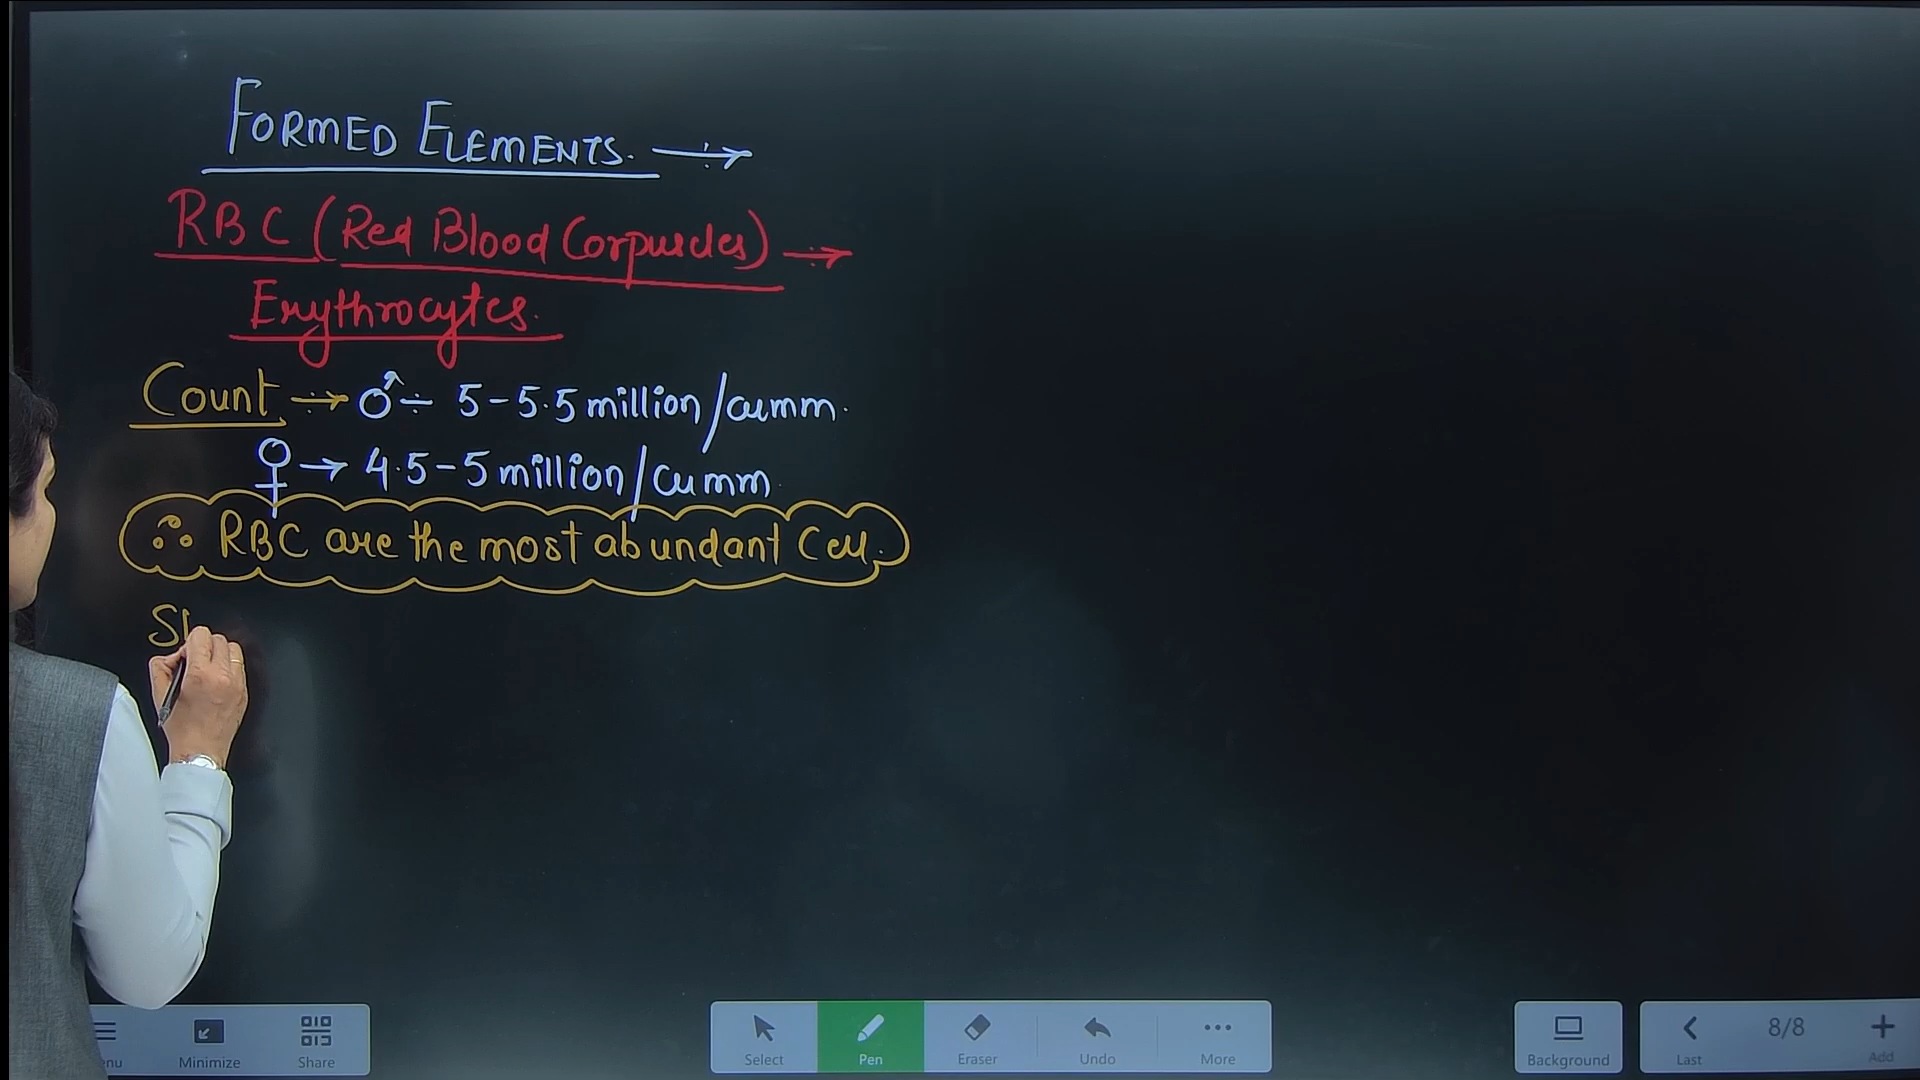 FORMED ELEMENTS. →
RBC (Red Blood Corpuscles) →
Erythrocytes.
Count → ♂ ÷ 5-5.5 million/cumm.
♀ → 4.5-5 million/cumm
∴ RBC are the most abundant Cell.
Minimize
Share
Select
Pen
Eraser
Undo
More
Background
Last
8/8
Add